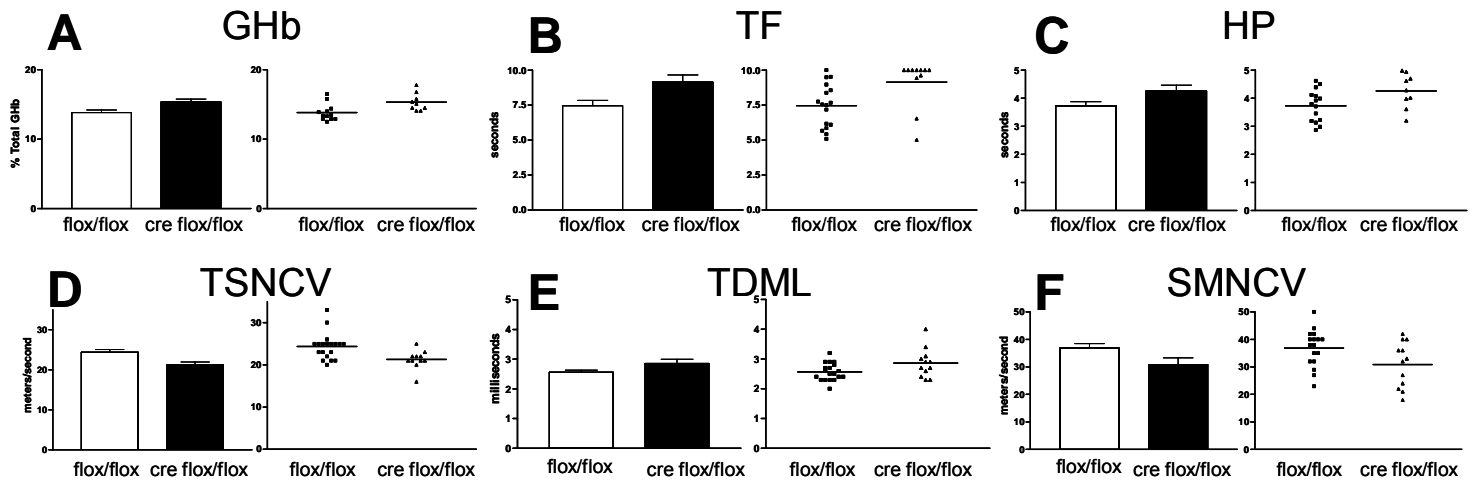 A GHb
20
10
0
% Total GHb
flox/flox cre flox/flox
20
10
0
flox/flox cre flox/flox
B TF
10.0
7.5
5.0
2.5
0.0
seconds
flox/flox cre flox/flox
10.0
7.5
5.0
2.5
0.0
flox/flox cre flox/flox
C HP
5
4
3
2
1
0
seconds
flox/flox cre flox/flox
5
4
3
2
1
0
flox/flox cre flox/flox
D TSNCV
30
20
10
0
meters/second
flox/flox cre flox/flox
30
20
10
0
flox/flox cre flox/flox
E TDML
5
4
3
2
1
0
milliseconds
flox/flox cre flox/flox
5
4
3
2
1
0
flox/flox cre flox/flox
F SMNCV
50
40
30
20
10
0
meters/second
flox/flox cre flox/flox
50
40
30
20
10
0
flox/flox cre flox/flox